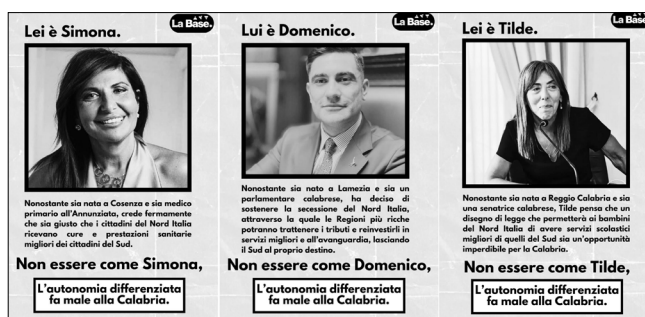 La Base.
Lei è Simona.
Nonostante sia nata a Cosenza e sia medico
primario all'Annunziata, crede fermamente
che sia giusto che i cittadini del Nord Italia
ricevano cure e prestazioni sanitarie
migliori dei cittadini del Sud.
Non essere come Simona,
L'autonomia differenziata
fa male alla Calabria.
La Base.
Lui è Domenico.
Nonostante sia nato a Lamezia e sia un
parlamentare calabrese, ha deciso di
sostenere la secessione del Nord Italia,
attraverso la quale le Regioni più ricche
potranno trattenere i tributi e reinvestirli in
servizi migliori e all'avanguardia, lasciando
il Sud al proprio destino.
Non essere come Domenico,
L'autonomia differenziata
fa male alla Calabria.
La Base.
Lei è Tilde.
Nonostante sia nata a Reggio Calabria e sia
una senatrice calabrese, Tilde pensa che un
disegno di legge che permetterà ai bambini
del Nord Italia di avere servizi scolastici
migliori di quelli del Sud sia un'opportunità
imperdibile per la Calabria.
Non essere come Tilde,
L'autonomia differenziata
fa male alla Calabria.